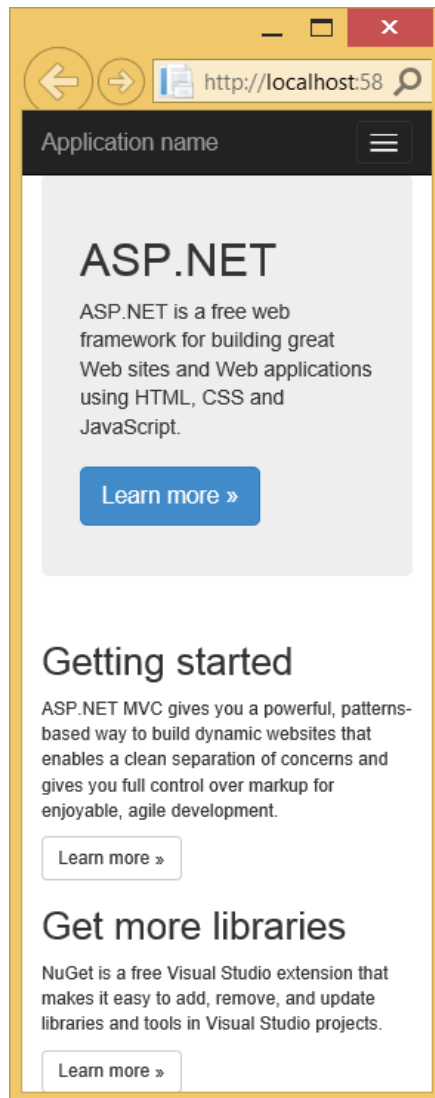 http://localhost:58
Application name
ASP.NET
ASP.NET is a free web
framework for building great
Web sites and Web applications
using HTML, CSS and
JavaScript.
Learn more »
Getting started
ASP.NET MVC gives you a powerful, patterns-
based way to build dynamic websites that
enables a clean separation of concerns and
gives you full control over markup for
enjoyable, agile development.
Learn more »
Get more libraries
NuGet is a free Visual Studio extension that
makes it easy to add, remove, and update
libraries and tools in Visual Studio projects.
Learn more »